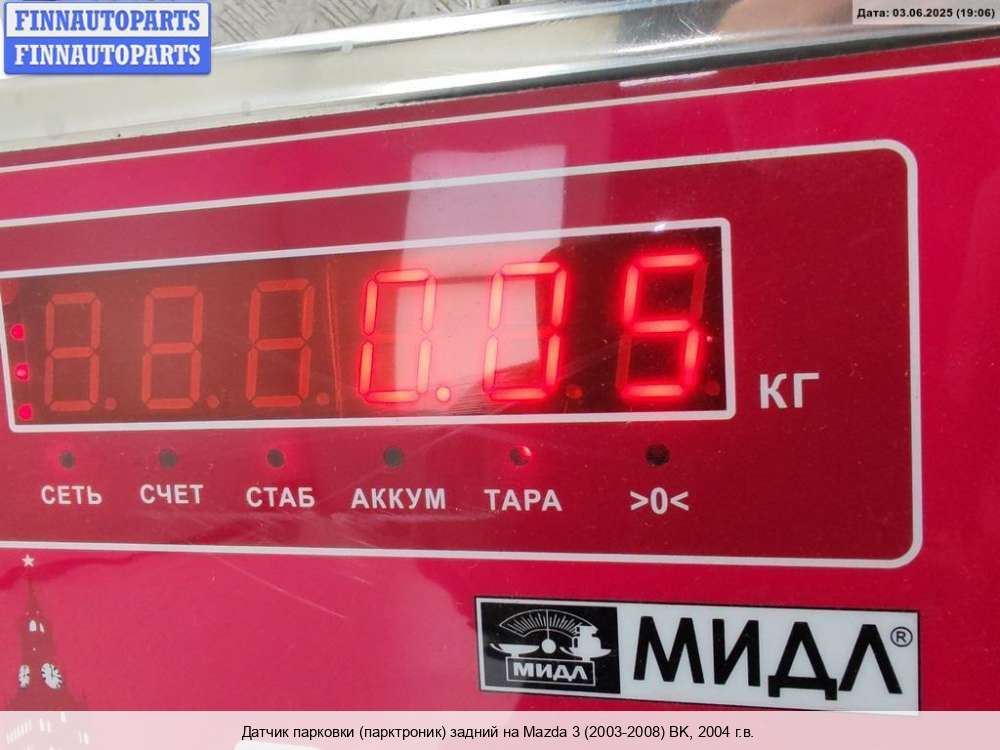 FINNAUTOPARTS
FINNAUTOPARTS
Дата: 03.06.2025 (19:06)
0.05
КГ
СЕТЬ СЧЕТ СТАБ АККУМ ТАРА >0<
МИДЛ МИДЛ®
Датчик парковки (парктроник) задний на Mazda 3 (2003-2008) BK, 2004 г.в.